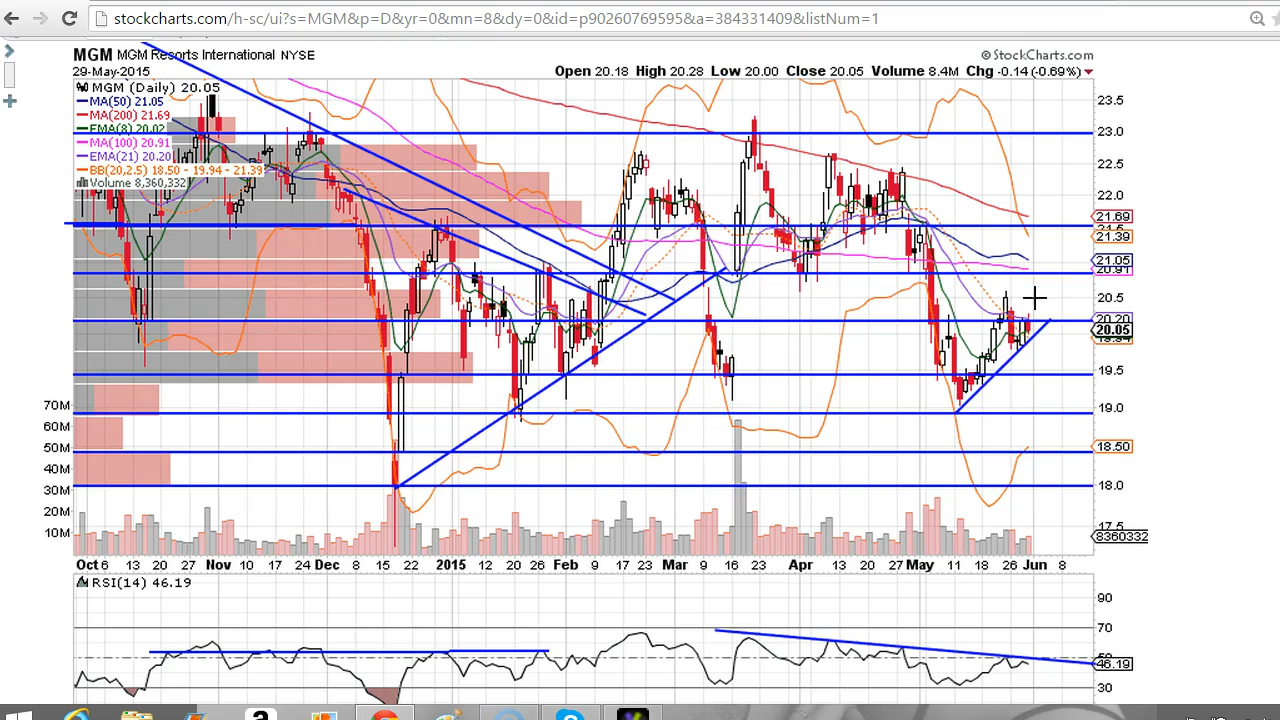 stockcharts.com/h-sc/ui?s=MGM&p=D&yr=0&mn=8&dy=0&id=p90260769595&a=381331409&listNum=1
MGM MGM Resorts International NYSE
© StockCharts.com
29-May-2015
Open 20.18 High 20.28 Low 20.00 Close 20.05 Volume 8.4M Chg -0.14 (-0.69%)
MGM (Daily) 20.05
MA(50) 21.05
MA(200) 21.69
EMA(8) 20.02
MA(100) 20.91
EMA(21) 20.20
BB(20,2.5) 18.50 - 19.94 - 21.39
Volume 8,360,332
23.5
23.0
22.5
22.0
21.69
21.5
21.39
21.05
20.91
20.5
20.20
20.05
19.94
19.5
19.0
18.50
18.0
17.5
8360332
70M
60M
50M
40M
30M
20M
10M
Oct 6 13 20 27 Nov 10 17 24 Dec 8 15 22 2015 12 20 26 Feb 9 17 23 Mar 9 16 23 Apr 13 20 27 May 11 18 26 Jun 8
RSI(14) 46.19
90
70
50
46.19
30